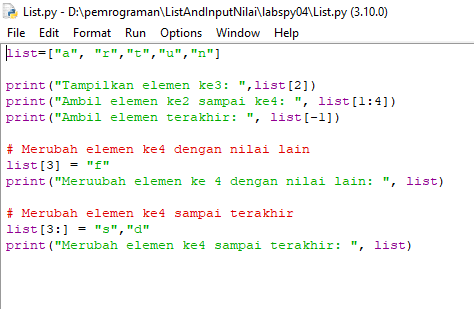 List.py - D:\pemrograman\ListAndInputNilai\labspy04\List.py (3.10.0)
File Edit Format Run Options Window Help
list=["a", "r","t","u","n"]
print("Tampilkan elemen ke3: ",list[2])
print("Ambil elemen ke2 sampai ke4: ", list[1:4])
print("Ambil elemen terakhir: ", list[-1])
# Merubah elemen ke4 dengan nilai lain
list[3] = "f"
print("Meruubah elemen ke 4 dengan nilai lain: ", list)
# Merubah elemen ke4 sampai terakhir
list[3:] = "s","d"
print("Merubah elemen ke4 sampai terakhir: ", list)